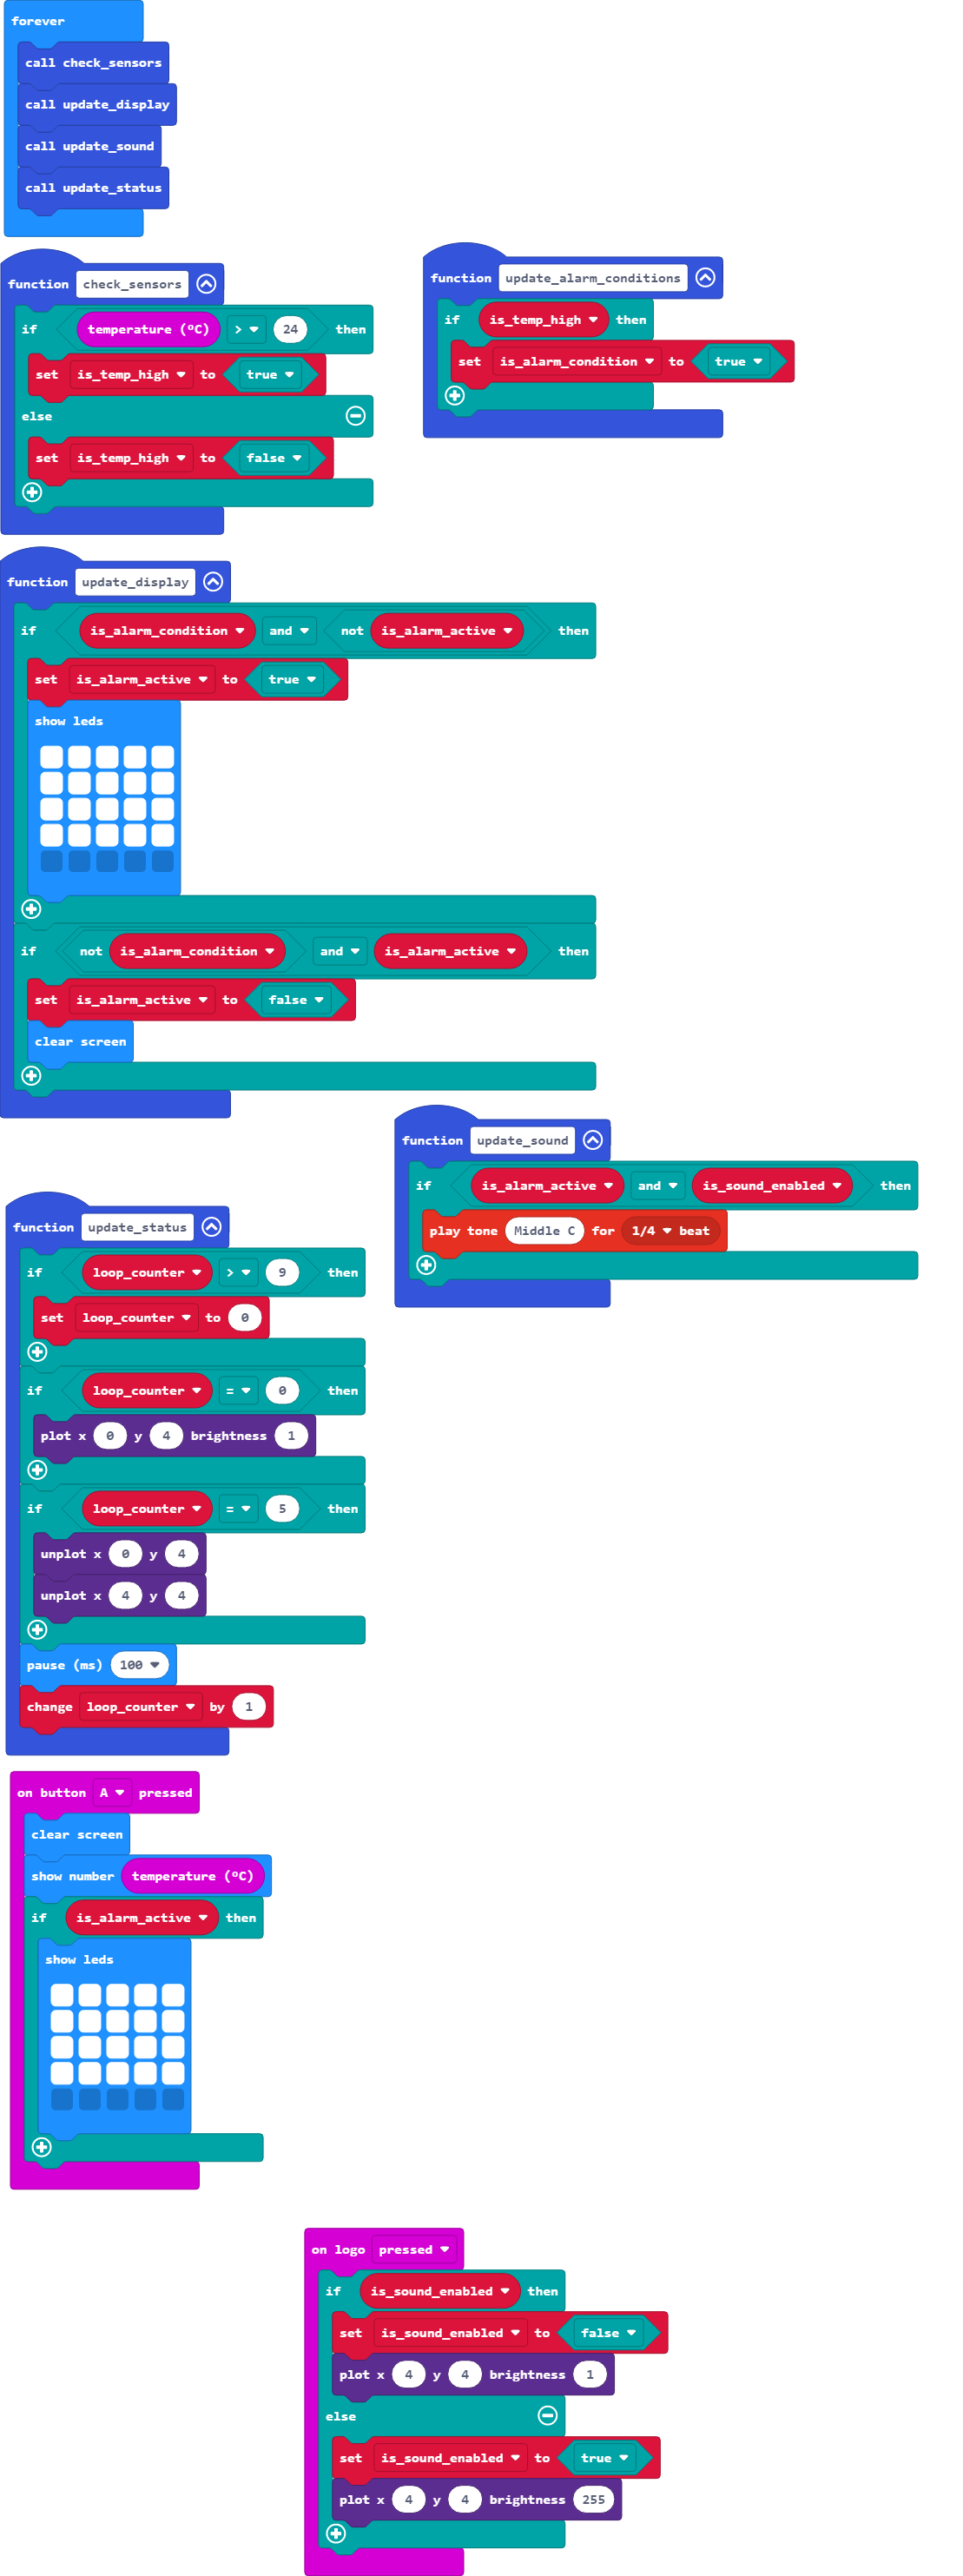 forever
call check_sensors
call update_display
call update_sound
call update_status
function check_sensors
if temperature (ºC) > 24 then
set is_temp_high to true
else
set is_temp_high to false
function update_alarm_conditions
if is_temp_high then
set is_alarm_condition to true
function update_display
if is_alarm_condition and not is_alarm_active then
set is_alarm_active to true
show leds
if not is_alarm_condition and is_alarm_active then
set is_alarm_active to false
clear screen
function update_sound
if is_alarm_active and is_sound_enabled then
play tone Middle C for 1/4 beat
function update_status
if loop_counter > 9 then
set loop_counter to 0
if loop_counter = 0 then
plot x 0 y 4 brightness 1
if loop_counter = 5 then
unplot x 0 y 4
unplot x 4 y 4
pause (ms) 100
change loop_counter by 1
on button A pressed
clear screen
show number temperature (ºC)
if is_alarm_active then
show leds
on logo pressed
if is_sound_enabled then
set is_sound_enabled to false
plot x 4 y 4 brightness 1
else
set is_sound_enabled to true
plot x 4 y 4 brightness 255